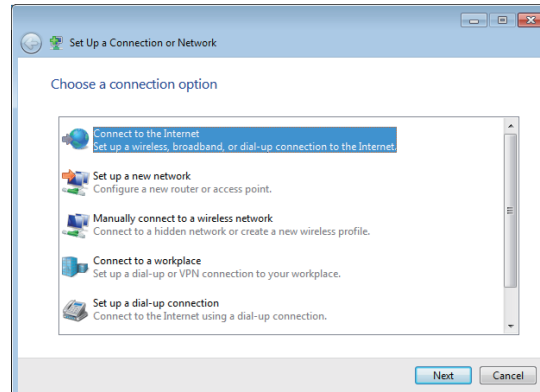 Set Up a Connection or Network
Choose a connection option
Connect to the Internet
Set up a wireless, broadband, or dial-up connection to the Internet.
Set up a new network
Configure a new router or access point.
Manually connect to a wireless network
Connect to a hidden network or create a new wireless profile.
Connect to a workplace
Set up a dial-up or VPN connection to your workplace.
Set up a dial-up connection
Connect to the Internet using a dial-up connection.
Next Cancel